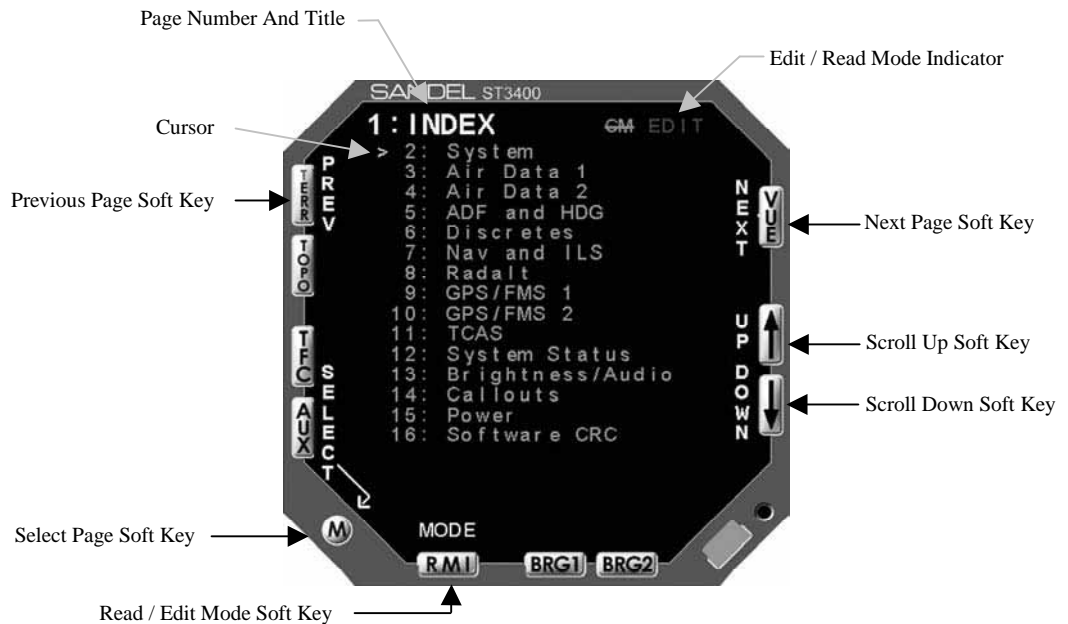 Page Number And Title
Edit / Read Mode Indicator
SANDEL ST3400
1: INDEX
CM EDIT
Cursor
> 2: System
3: Air Data 1
4: Air Data 2
5: ADF and HDG
6: Discretes
7: Nav and ILS
8: Radalt
9: GPS/FMS 1
10: GPS/FMS 2
11: TCAS
12: System Status
13: Brightness/Audio
14: Callouts
15: Power
16: Software CRC
PREV
TERR
Previous Page Soft Key
TOPO
TFC
AUX
SELECT
NEXT
VUE
Next Page Soft Key
UP
Scroll Up Soft Key
DOWN
Scroll Down Soft Key
Select Page Soft Key
M
MODE
RMI
BRG1
BRG2
Read / Edit Mode Soft Key